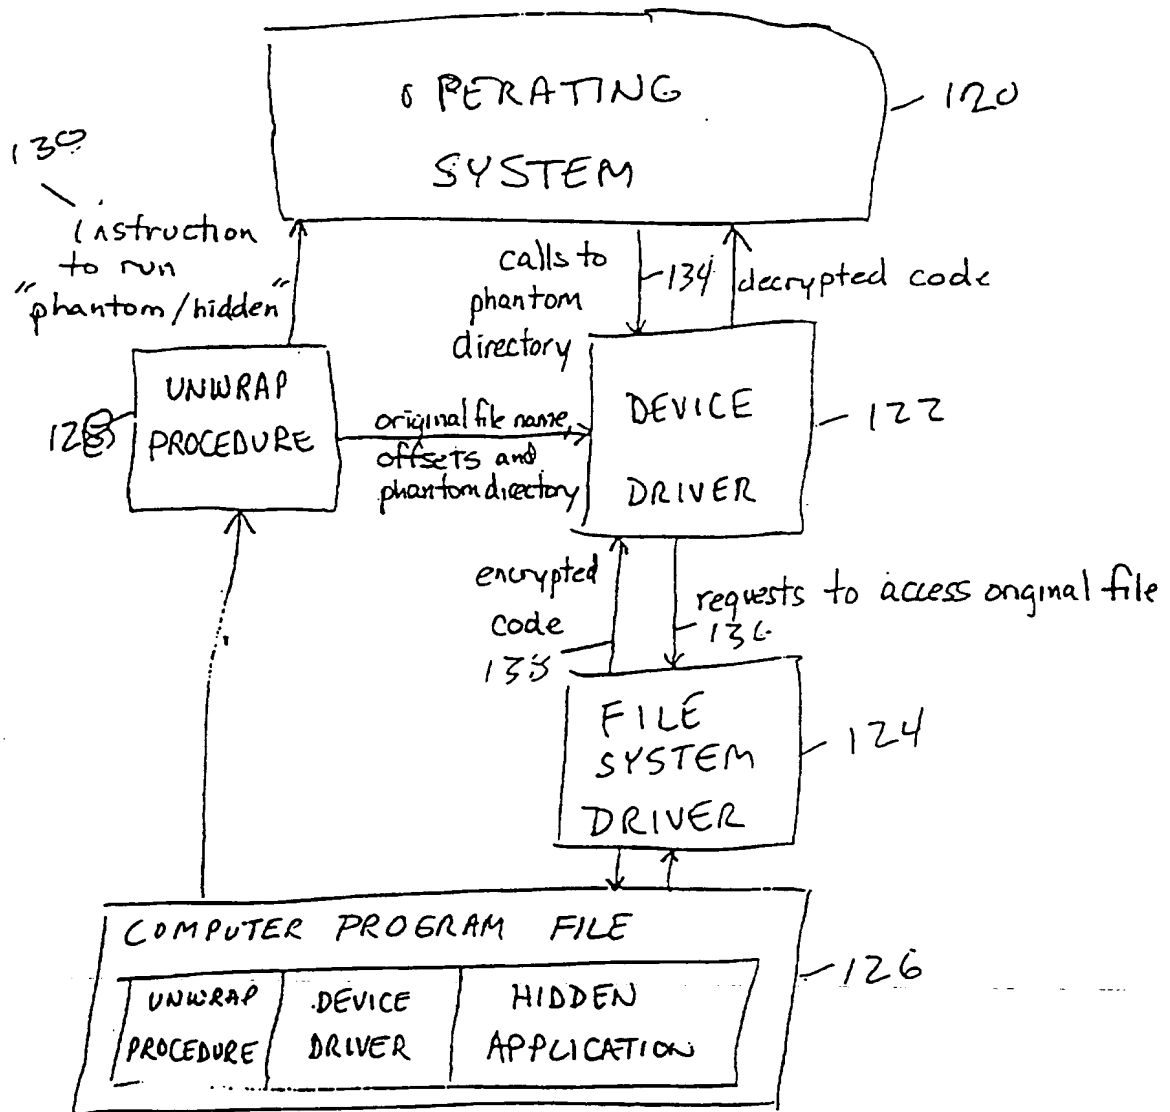 OPERATING
SYSTEM
120
130
instruction
to run
"phantom/hidden"
calls to
phantom
directory
134
decrypted code
UNWRAP
PROCEDURE
128
original file name,
offsets and
phantom directory
DEVICE
DRIVER
122
encrypted
code
138
requests to access original file
136
FILE
SYSTEM
DRIVER
124
COMPUTER PROGRAM FILE
126
UNWRAP
PROCEDURE
DEVICE
DRIVER
HIDDEN
APPLICATION